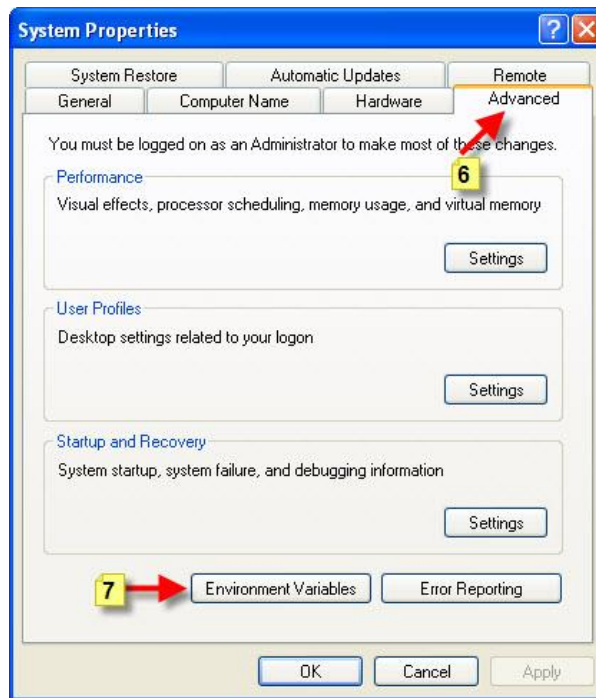 System Properties
System Restore Automatic Updates Remote
General Computer Name Hardware Advanced
You must be logged on as an Administrator to make most of these changes.
6
Performance
Visual effects, processor scheduling, memory usage, and virtual memory
Settings
User Profiles
Desktop settings related to your logon
Settings
Startup and Recovery
System startup, system failure, and debugging information
Settings
7 Environment Variables Error Reporting
OK Cancel Apply